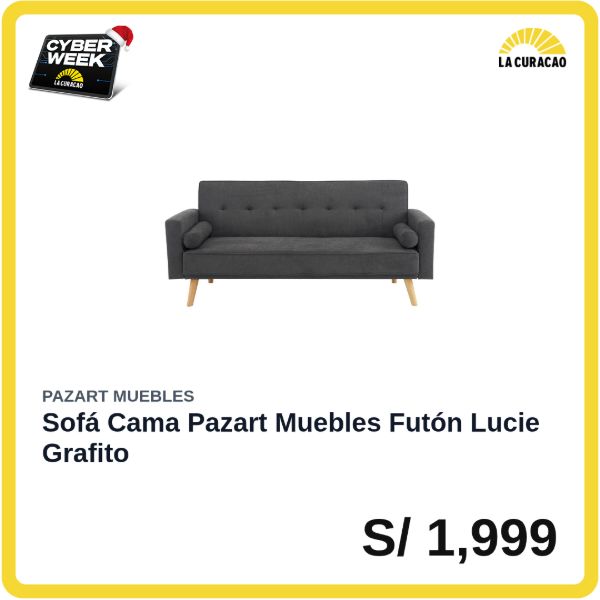 CYBER
WEEK
LA CURACAO
LA CURACAO
PAZART MUEBLES
Sofá Cama Pazart Muebles Futón Lucie
Grafito
S/ 1,999